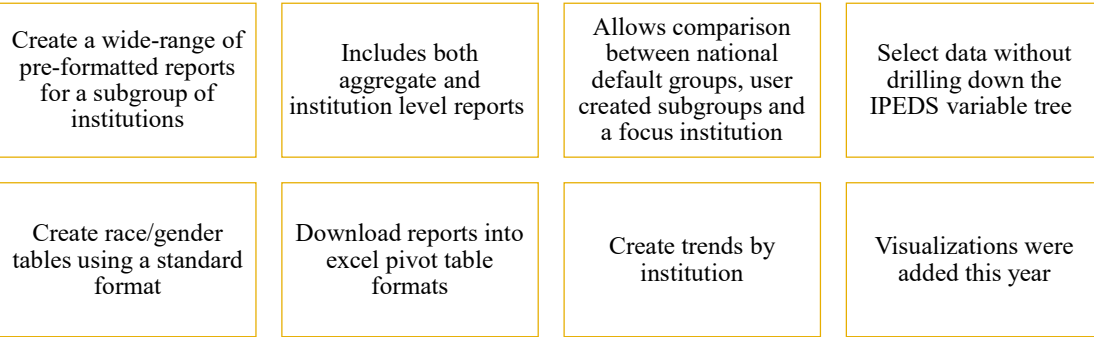 Create a wide-range of
pre-formatted reports
for a subgroup of
institutions
Includes both
aggregate and
institution level reports
Allows comparison
between national
default groups, user
created subgroups and
a focus institution
Select data without
drilling down the
IPEDS variable tree
Create race/gender
tables using a standard
format
Download reports into
excel pivot table
formats
Create trends by
institution
Visualizations were
added this year